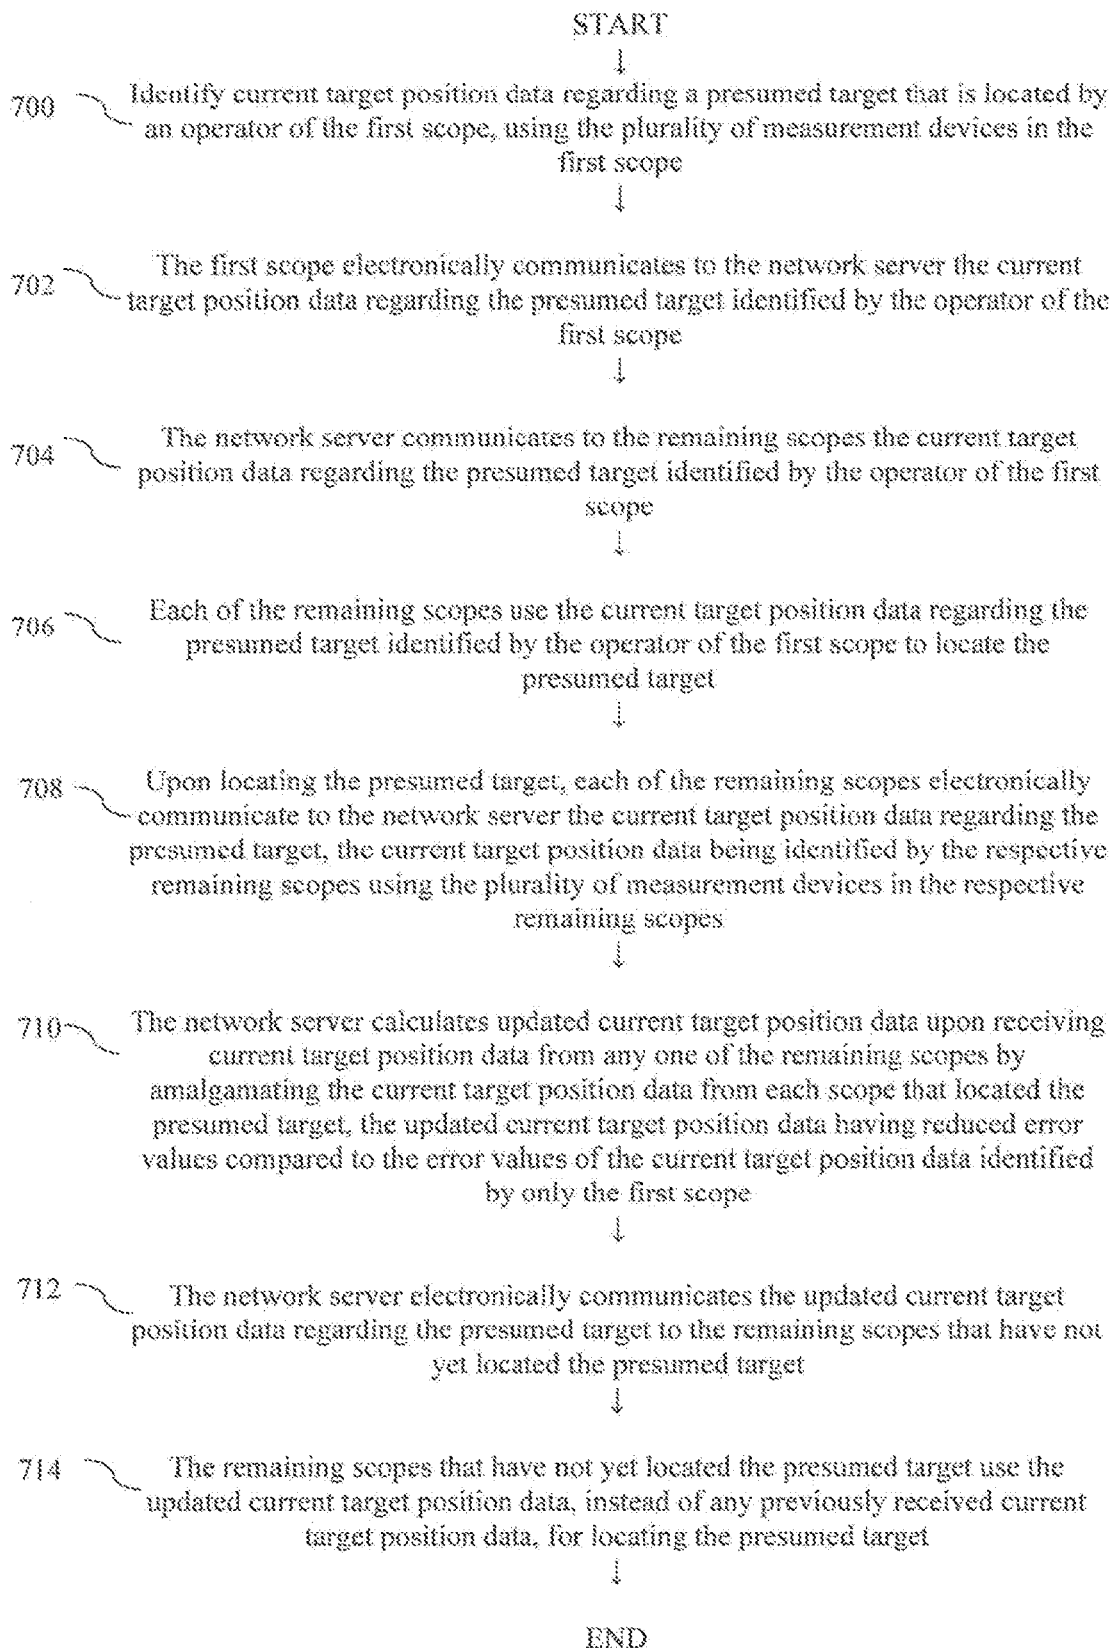 START
↓
700 Identify current target position data regarding a presumed target that is located by
an operator of the first scope, using the plurality of measurement devices in the
first scope
↓
702 The first scope electronically communicates to the network server the current
target position data regarding the presumed target identified by the operator of the
first scope
↓
704 The network server communicates to the remaining scopes the current target
position data regarding the presumed target identified by the operator of the first
scope
↓
706 Each of the remaining scopes use the current target position data regarding the
presumed target identified by the operator of the first scope to locate the
presumed target
↓
708 Upon locating the presumed target, each of the remaining scopes electronically
communicate to the network server the current target position data regarding the
presumed target, the current target position data being identified by the respective
remaining scopes using the plurality of measurement devices in the respective
remaining scopes
↓
710 The network server calculates updated current target position data upon receiving
current target position data from any one of the remaining scopes by
amalgamating the current target position data from each scope that located the
presumed target, the updated current target position data having reduced error
values compared to the error values of the current target position data identified
by only the first scope
↓
712 The network server electronically communicates the updated current target
position data regarding the presumed target to the remaining scopes that have not
yet located the presumed target
↓
714 The remaining scopes that have not yet located the presumed target use the
updated current target position data, instead of any previously received current
target position data, for locating the presumed target
↓
END